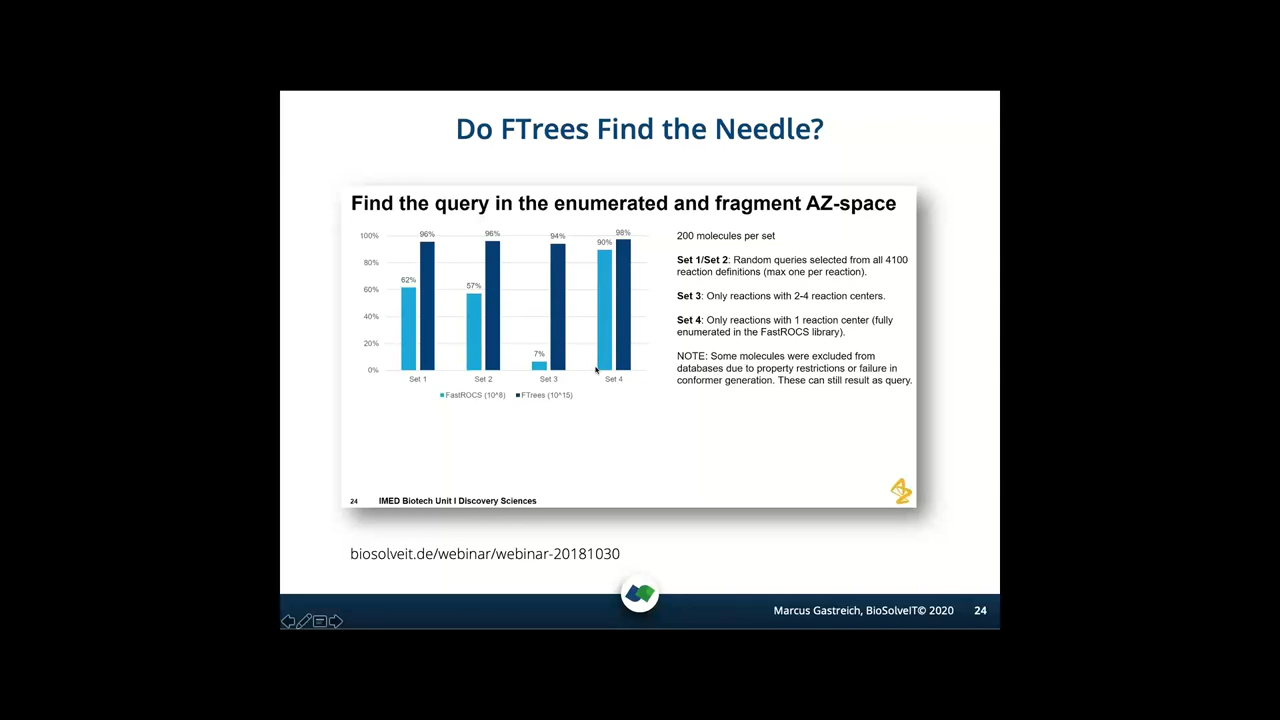 Do FTrees Find the Needle?
Find the query in the enumerated and fragment AZ-space
100%
80%
60%
40%
20%
0%
62%
96%
57%
96%
7%
94%
90%
98%
Set 1
Set 2
Set 3
Set 4
FastROCS (10^8)
FTrees (10^15)
200 molecules per set
Set 1/Set 2: Random queries selected from all 4100
reaction definitions (max one per reaction).
Set 3: Only reactions with 2-4 reaction centers.
Set 4: Only reactions with 1 reaction center (fully
enumerated in the FastROCS library).
NOTE: Some molecules were excluded from
databases due to property restrictions or failure in
conformer generation. These can still result as query.
24
IMED Biotech Unit I Discovery Sciences
biosolveit.de/webinar/webinar-20181030
Marcus Gastreich, BioSolveIT© 2020
24